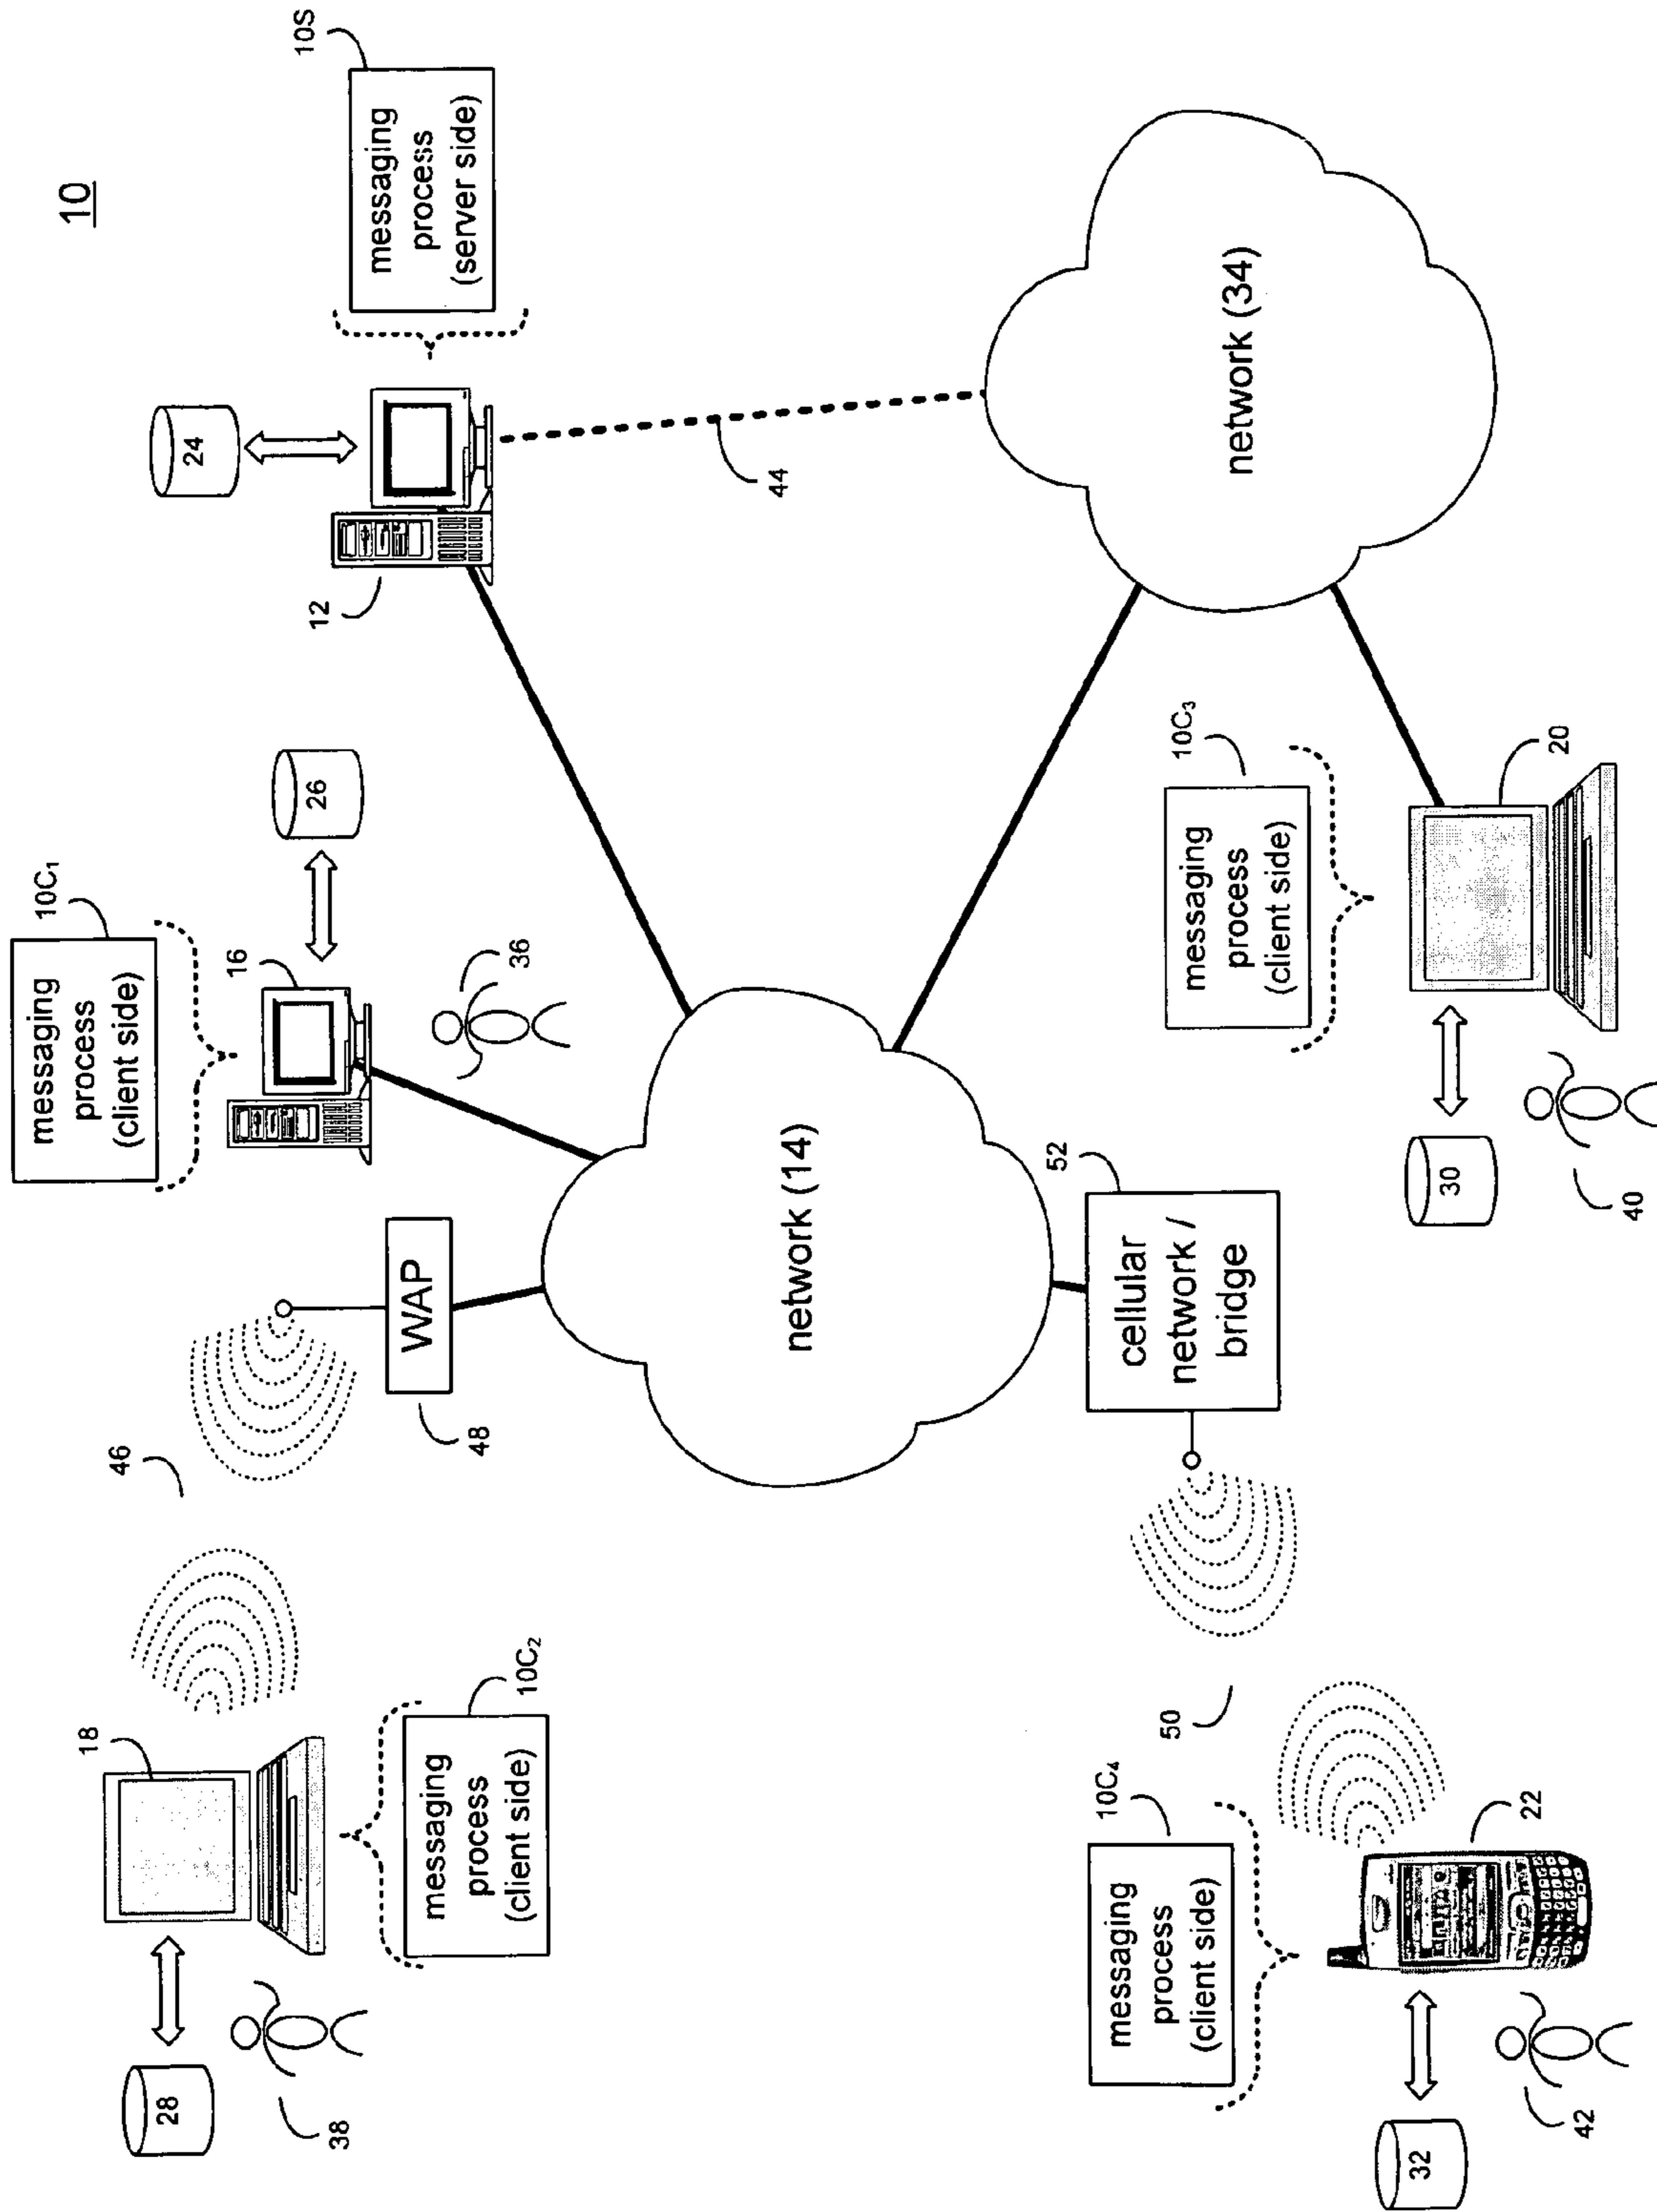 10
messaging
process
(client side)
10C₁
16
26
24
12
messaging
process
(server side)
10S
18
28
38
messaging
process
(client side)
10C₂
46
WAP
48
36
44
network (14)
network (34)
cellular
network /
bridge
52
50
messaging
process
(client side)
10C₄
22
32
42
messaging
process
(client side)
10C₃
20
30
40